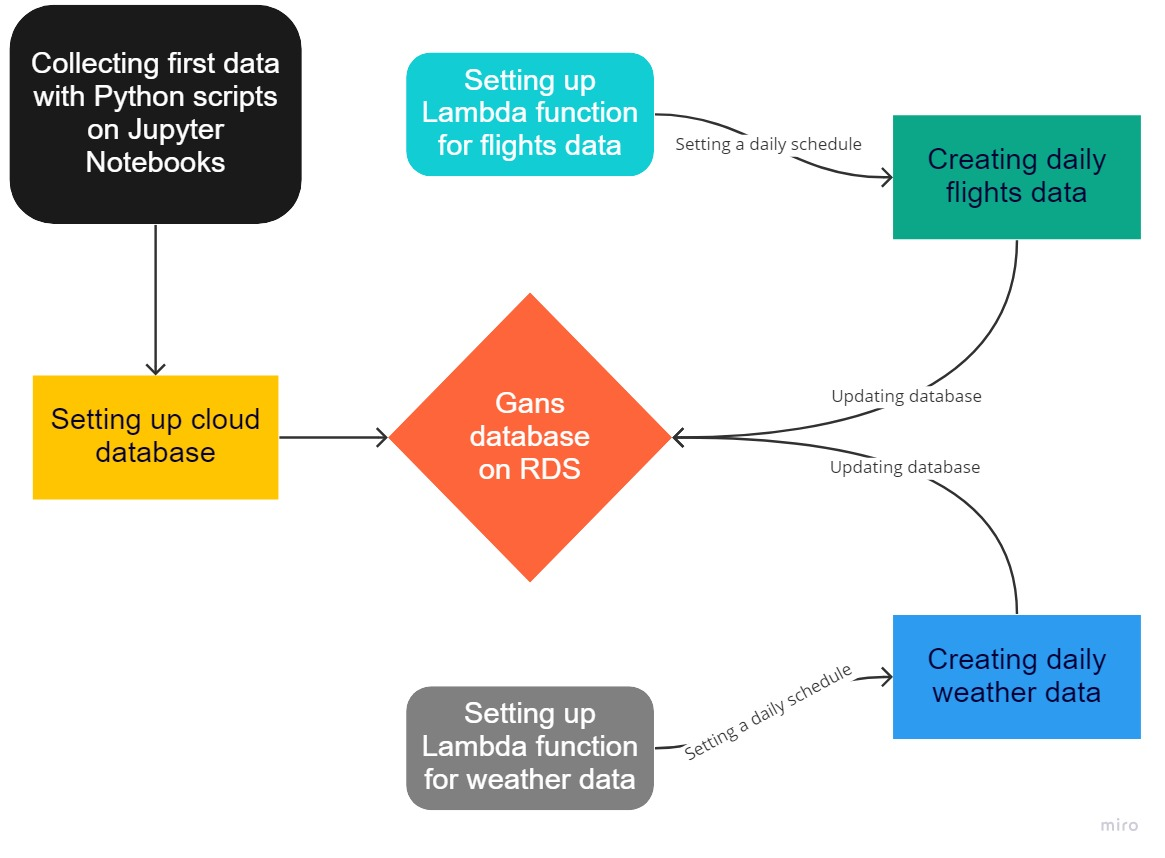 Collecting first data
with Python scripts
on Jupyter
Notebooks
Setting up
Lambda function
for flights data
Setting a daily schedule
Creating daily
flights data
Setting up cloud
database
Gans
database
on RDS
Updating database
Updating database
Setting up
Lambda function
for weather data
Setting a daily schedule
Creating daily
weather data
miro